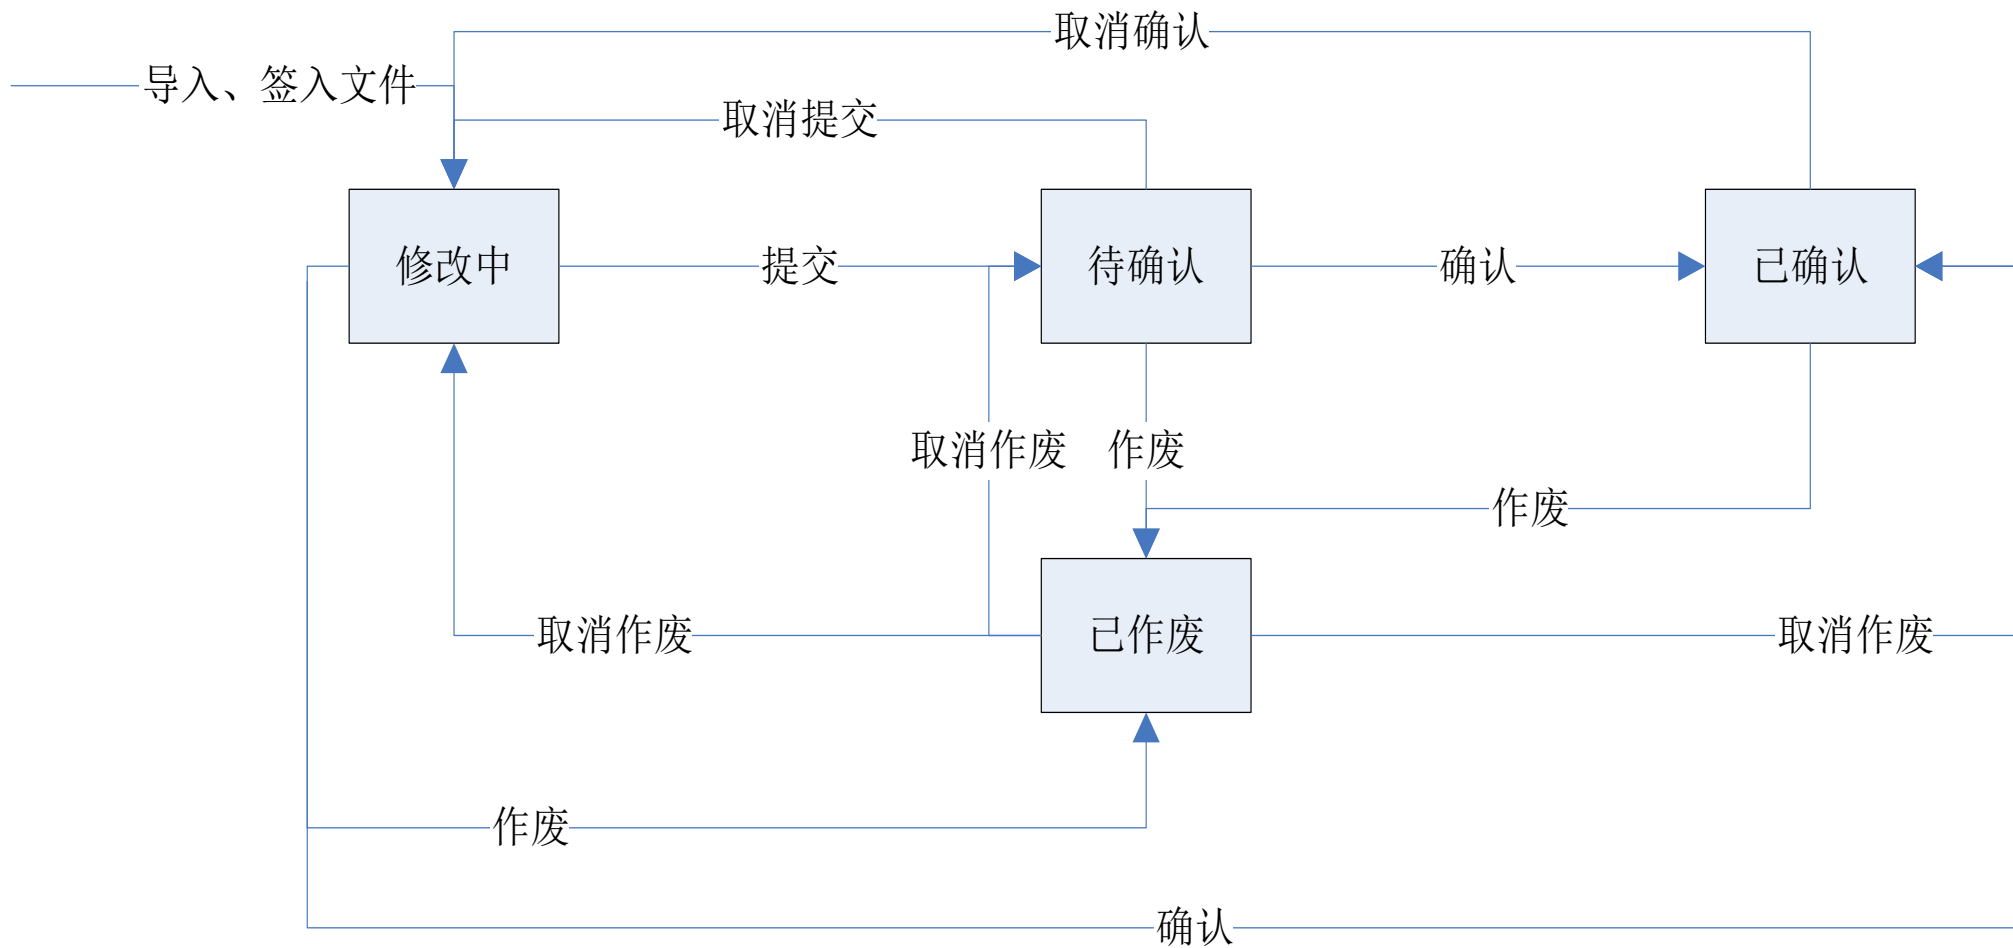 取消确认
导入、签入文件
取消提交
修改中
提交
待确认
确认
已确认
取消作废
作废
作废
取消作废
已作废
取消作废
作废
确认